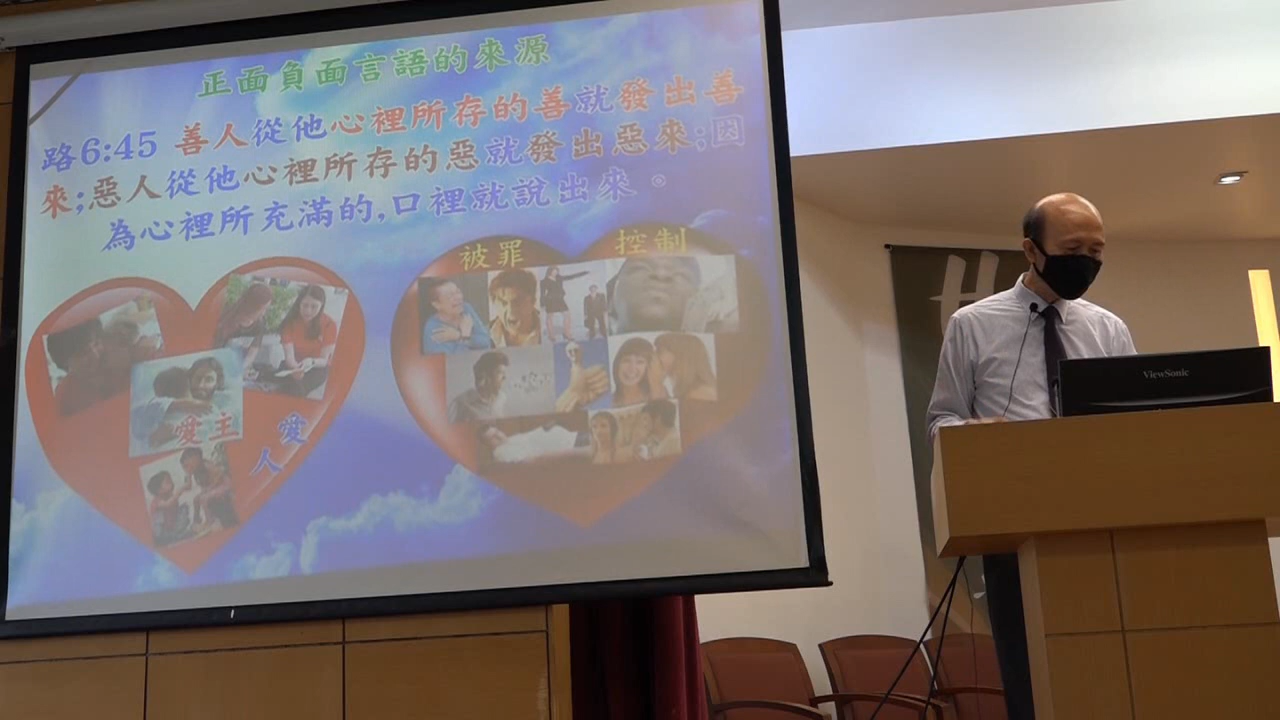 正面負面言語的來源
路6:45 善人從他心裡所存的善就發出善
來;惡人從他心裡所存的惡就發出惡來;因
為心裡所充滿的,口裡就說出來。
被罪
控制
愛主
愛
人
H
ViewSonic